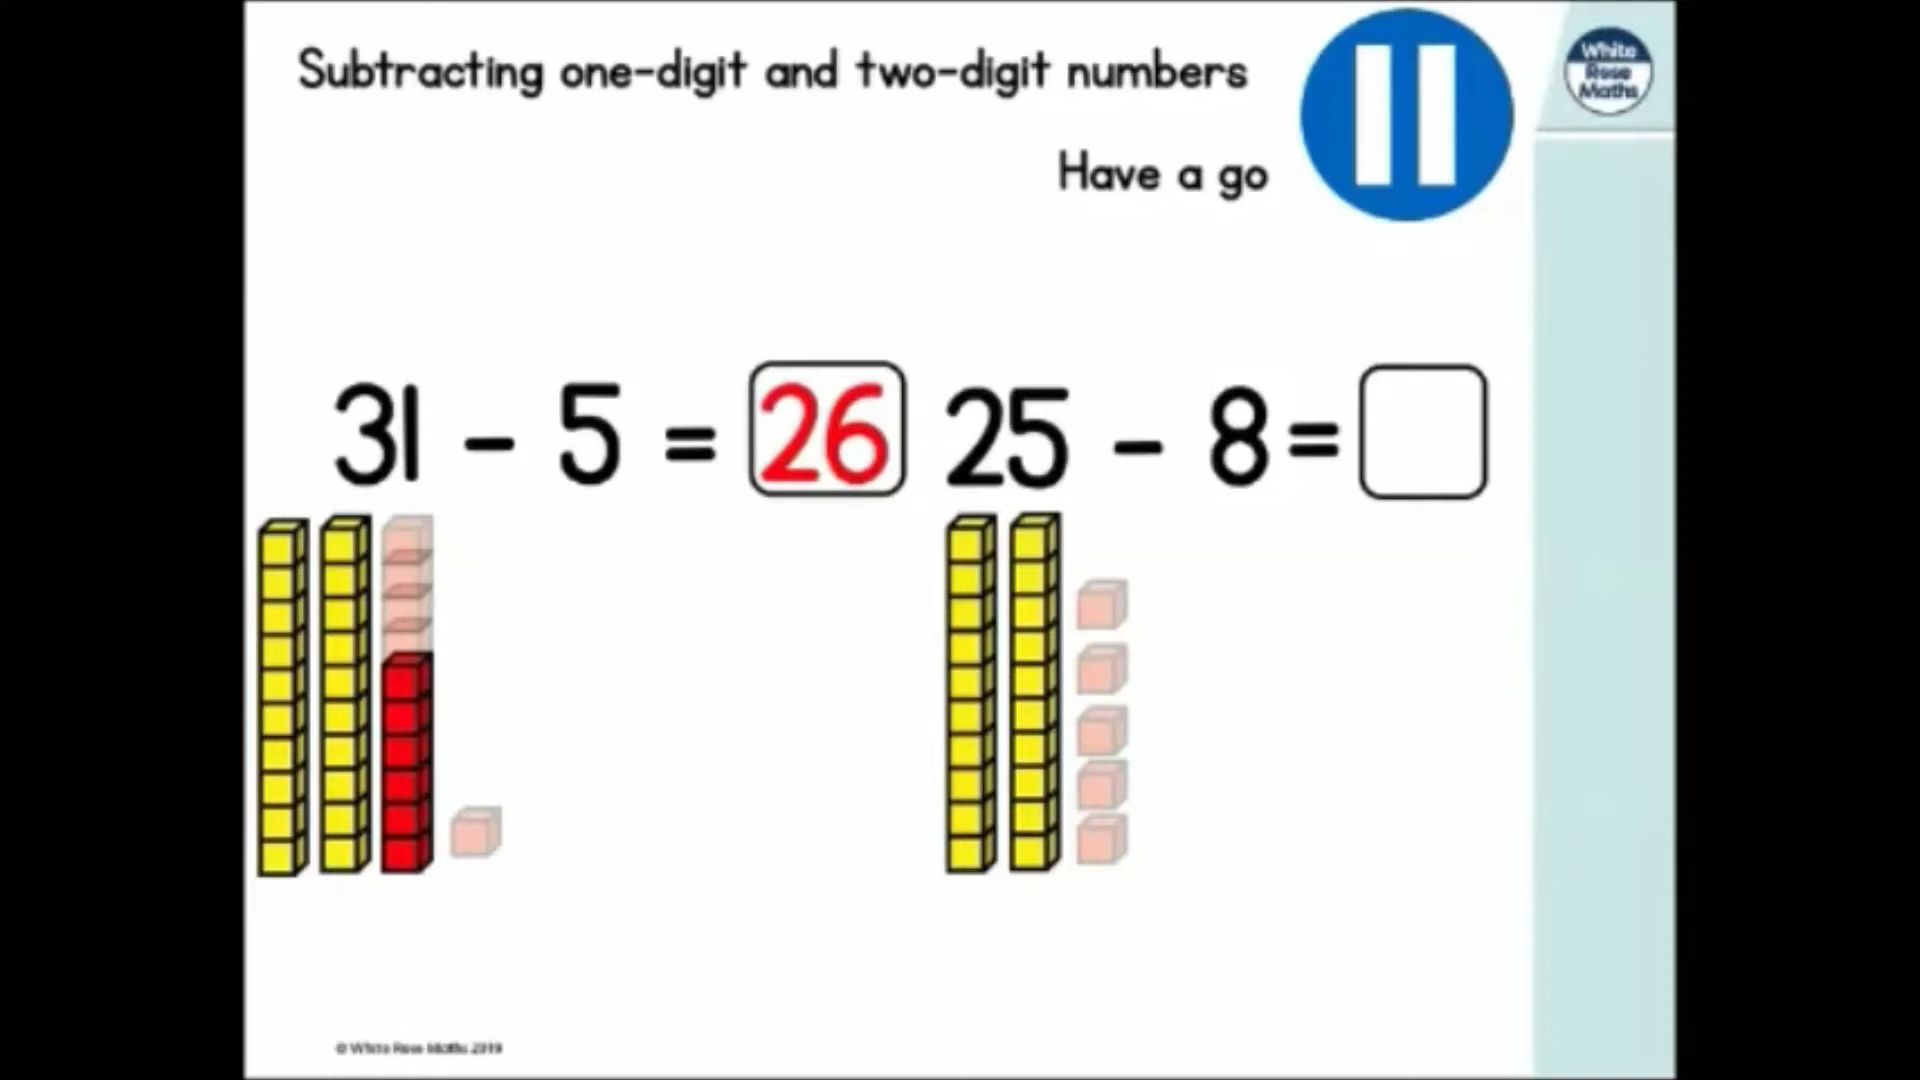 Subtracting one-digit and two-digit numbers
White
Rose
Maths
Have a go
31 - 5 = 26
25 - 8 =
© White Rose Maths 2019